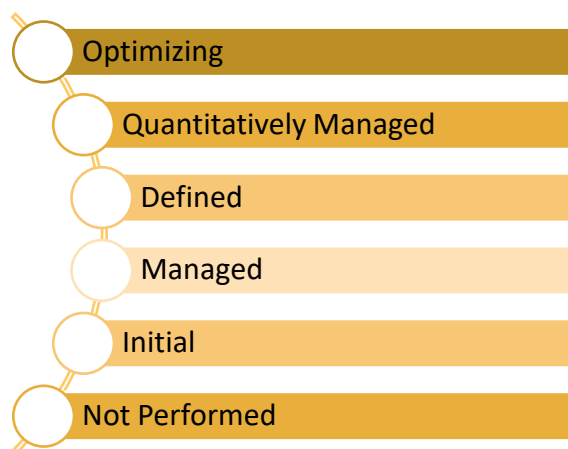 Optimizing
Quantitatively Managed
Defined
Managed
Initial
Not Performed